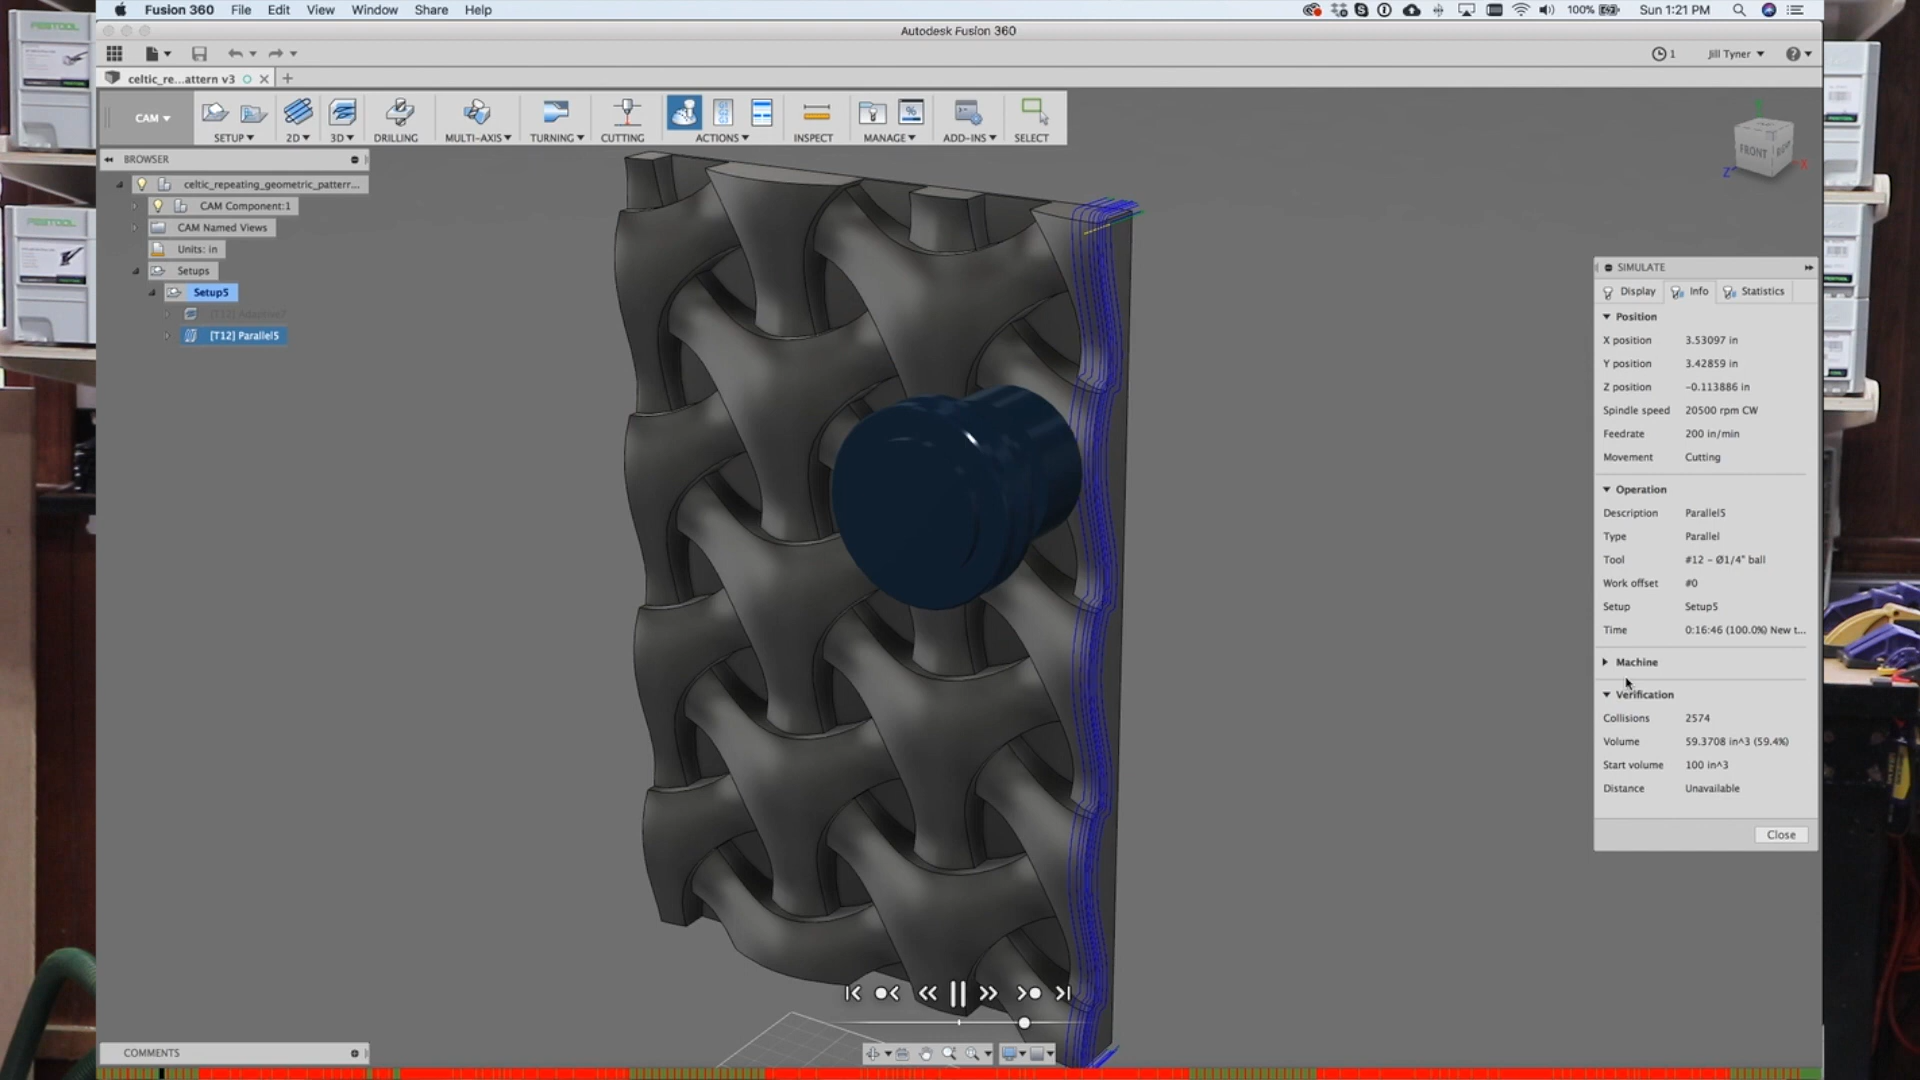 Fusion 360 File Edit View Window Share Help 100% Sun 1:21 PM
Autodesk Fusion 360
1 Jill Tyner
celtic_re...attern v3
CAM
SETUP 2D 3D DRILLING MULTI-AXIS TURNING CUTTING ACTIONS INSPECT MANAGE ADD-INS SELECT
BROWSER
celtic_repeating_geometric_patterr...
CAM Component:1
CAM Named Views
Units: in
Setups
Setup5
[T12] Adaptive7
[T12] Parallel5
FRONT
Z
X
FESTOOL
FESTOOL
SIMULATE
Display Info Statistics
Position
X position 3.53097 in
Y position 3.42859 in
Z position -0.113886 in
Spindle speed 20500 rpm CW
Feedrate 200 in/min
Movement Cutting
Operation
Description Parallel5
Type Parallel
Tool #12 - Ø1/4" ball
Work offset #0
Setup Setup5
Time 0:16:46 (100.0%) New t...
Machine
Verification
Collisions 2574
Volume 59.3708 in^3 (59.4%)
Start volume 100 in^3
Distance Unavailable
Close
COMMENTS